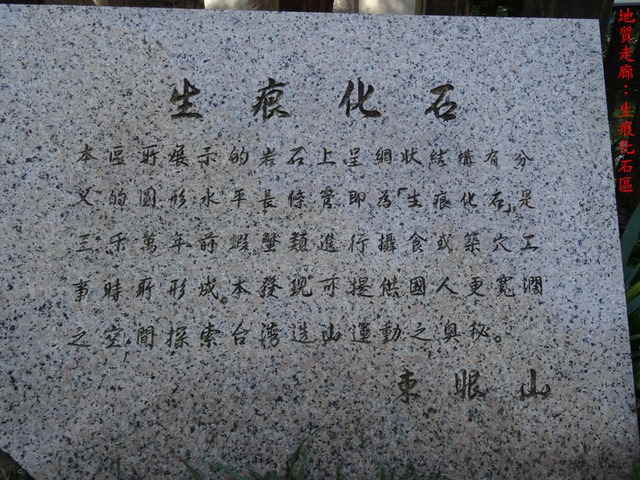 生痕化石
本區所展示的岩石上呈網狀結構有分
叉的圓形水平長條管即為「生痕化石」,是
三千萬年前蝦蟹類進行攝食或築穴工
事時所形成。本發現可提供國人更寬濶
之空間探索台湾造山運動之奧秘。
東眼山
地質走廊：生痕化石區